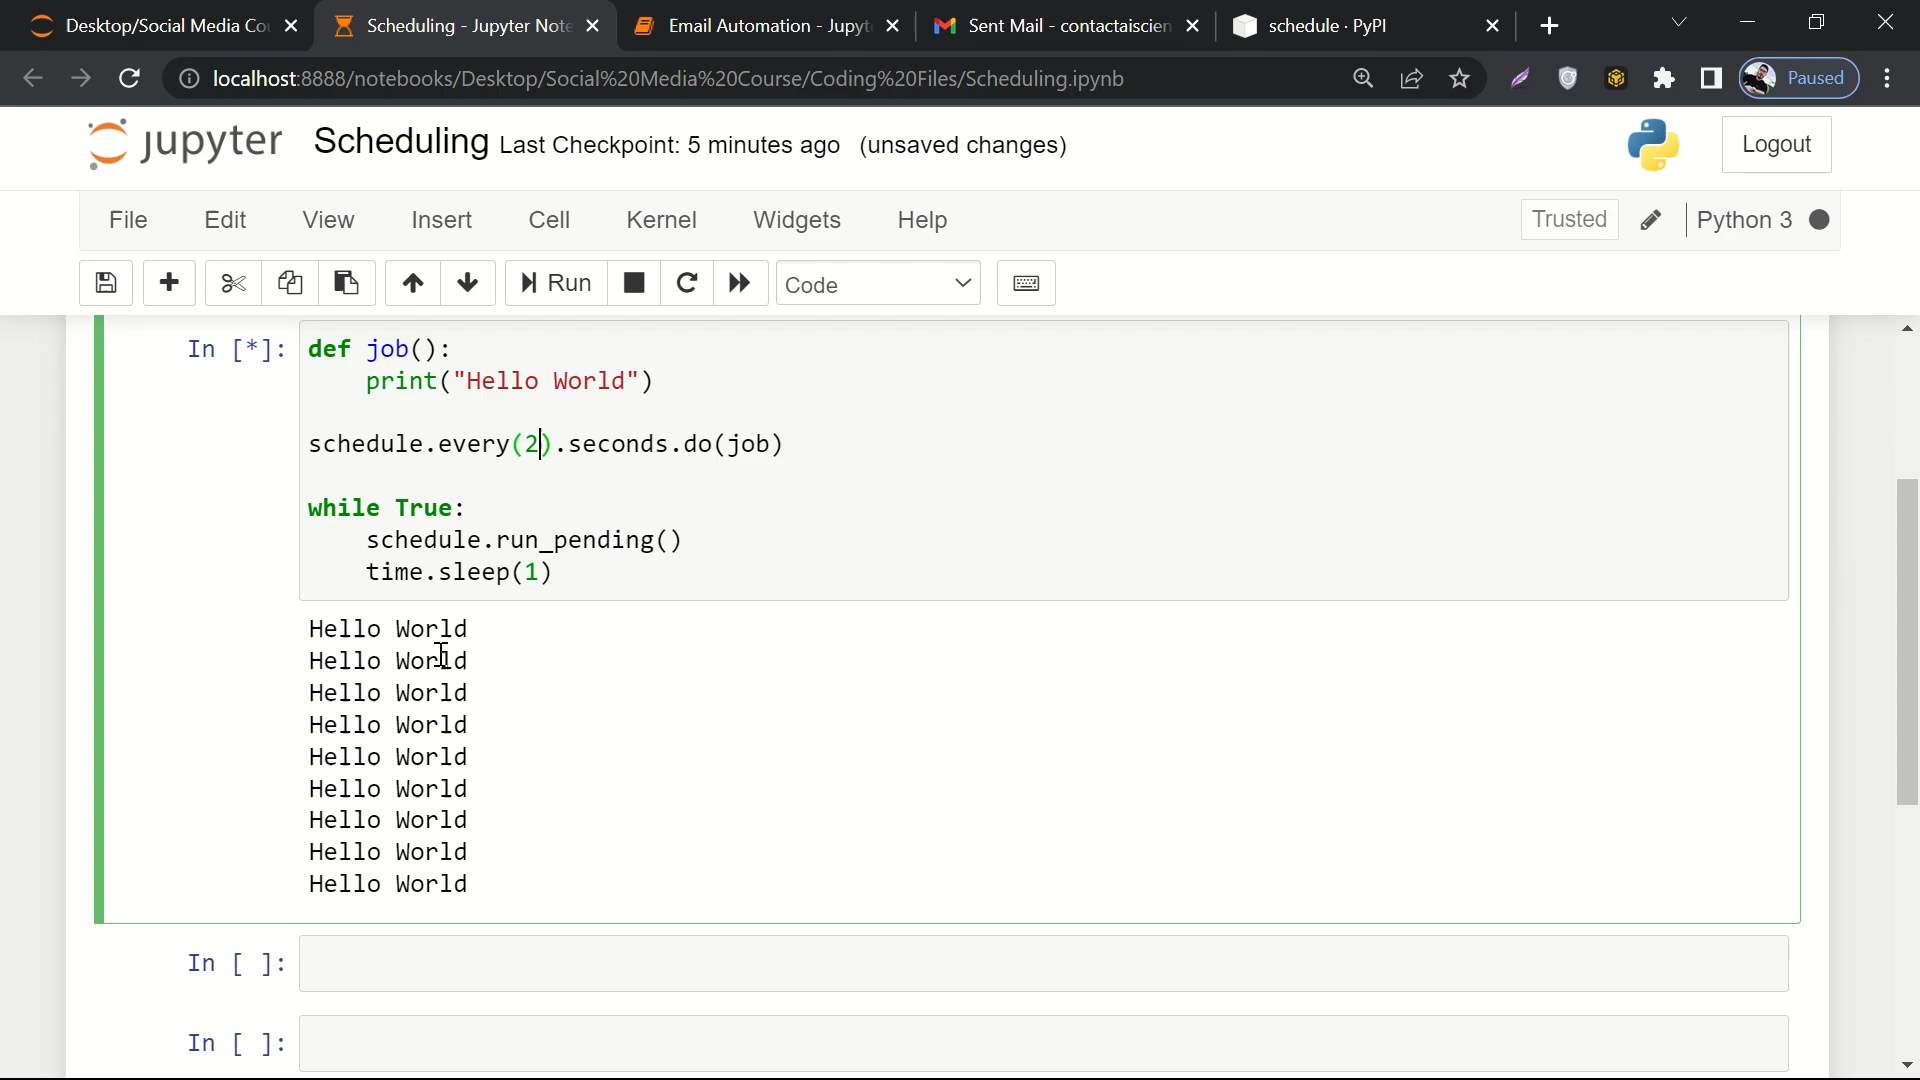 Desktop/Social Media Co
Scheduling - Jupyter Note
Email Automation - Jupyt
Sent Mail - contactaiscien
schedule · PyPI
localhost:8888/notebooks/Desktop/Social%20Media%20Course/Coding%20Files/Scheduling.ipynb
Paused
jupyter Scheduling Last Checkpoint: 5 minutes ago (unsaved changes)
Logout
File Edit View Insert Cell Kernel Widgets Help
Trusted
Python 3
Run
Code
In [*]: def job():
print("Hello World")
schedule.every(2).seconds.do(job)
while True:
schedule.run_pending()
time.sleep(1)
Hello World
Hello World
Hello World
Hello World
Hello World
Hello World
Hello World
Hello World
Hello World
In [ ]:
In [ ]: